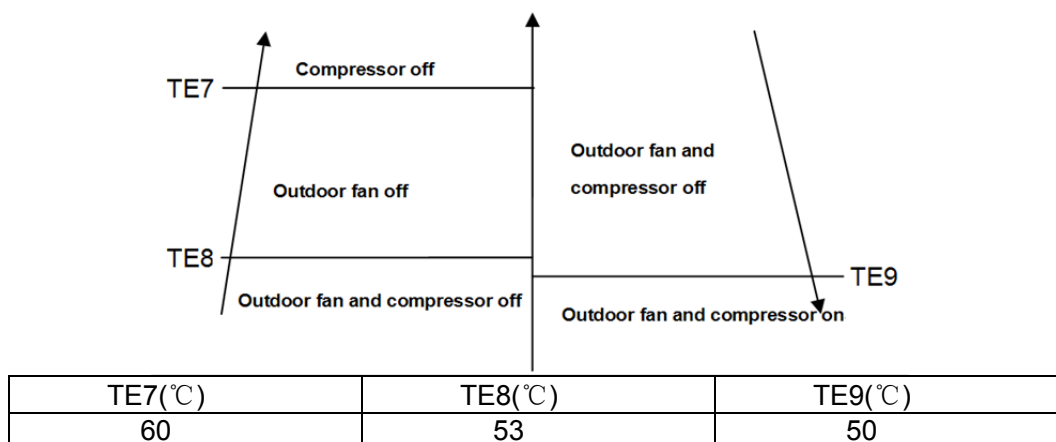 Compressor off
TE7
Outdoor fan and
compressor off
Outdoor fan off
TE8
TE9
Outdoor fan and compressor off
Outdoor fan and compressor on
TE7(℃) TE8(℃) TE9(℃)
60 53 50